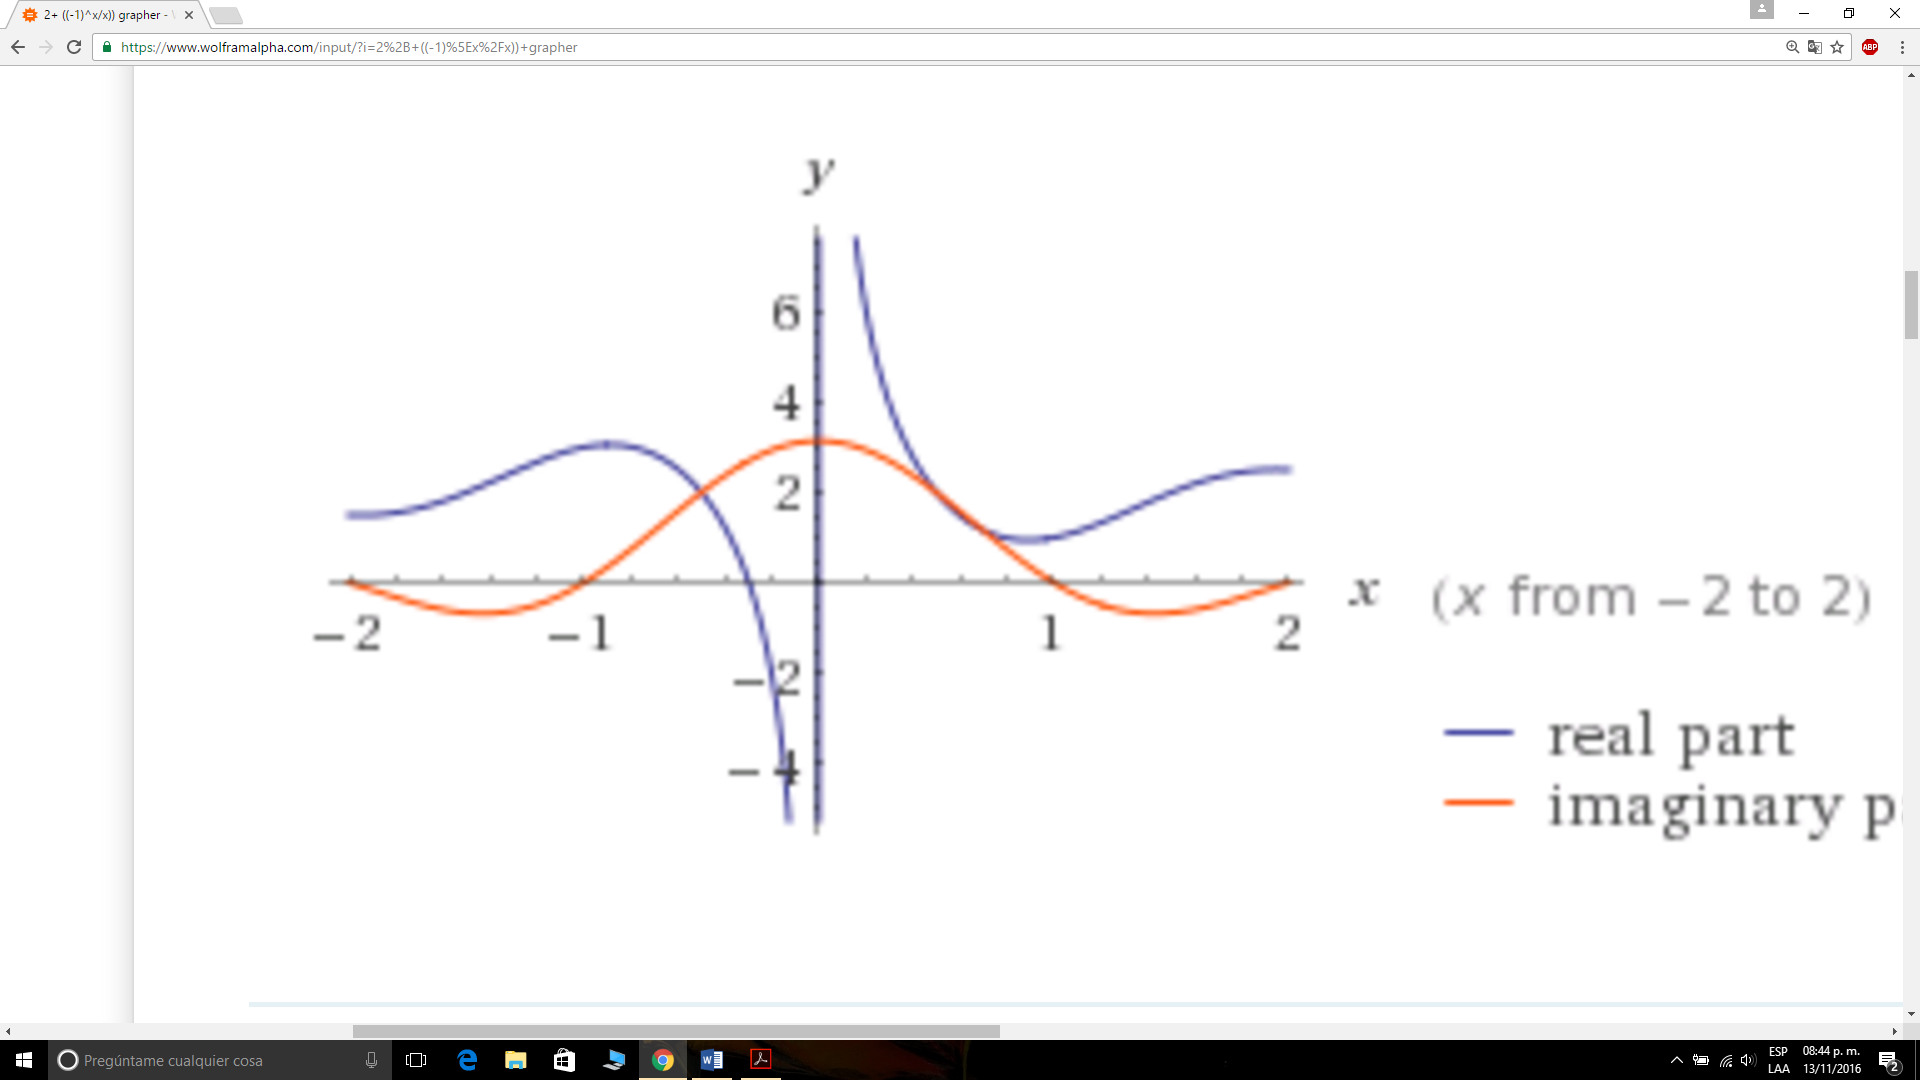 2+ ((-1)^x/x)) grapher -
https://www.wolframalpha.com/input/?i=2%2B+((-1)%5Ex%2Fx))+grapher
ABP
y
6
4
2
−2 −1 1 2 x (x from −2 to 2)
−2
−4
real part
imaginary p
Pregúntame cualquier cosa
ESP 08:44 p. m.
LAA 13/11/2016 2